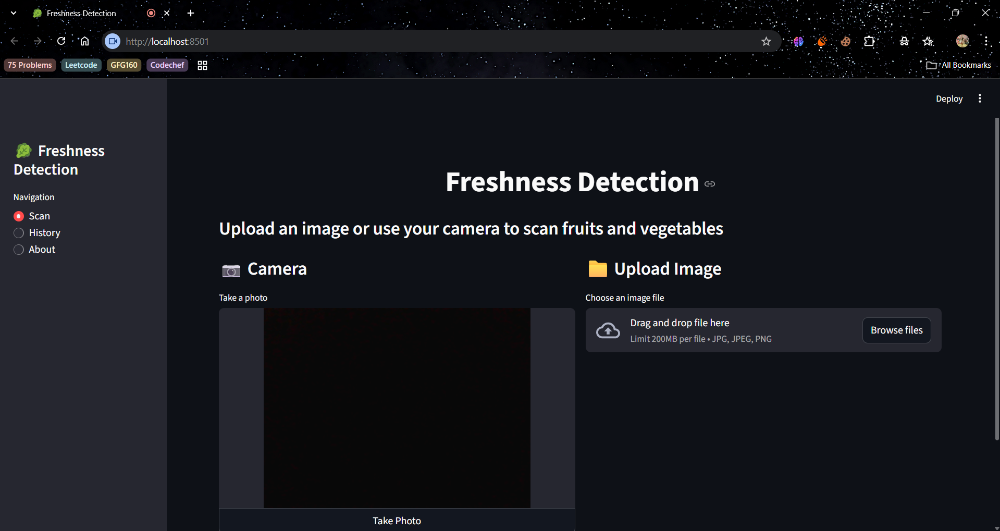 Freshness Detection
http://localhost:8501
75 Problems
Leetcode
GFG160
Codechef
All Bookmarks
Deploy
Freshness
Detection
Navigation
Scan
History
About
Freshness Detection
Upload an image or use your camera to scan fruits and vegetables
Camera
Take a photo
Take Photo
Upload Image
Choose an image file
Drag and drop file here
Limit 200MB per file • JPG, JPEG, PNG
Browse files